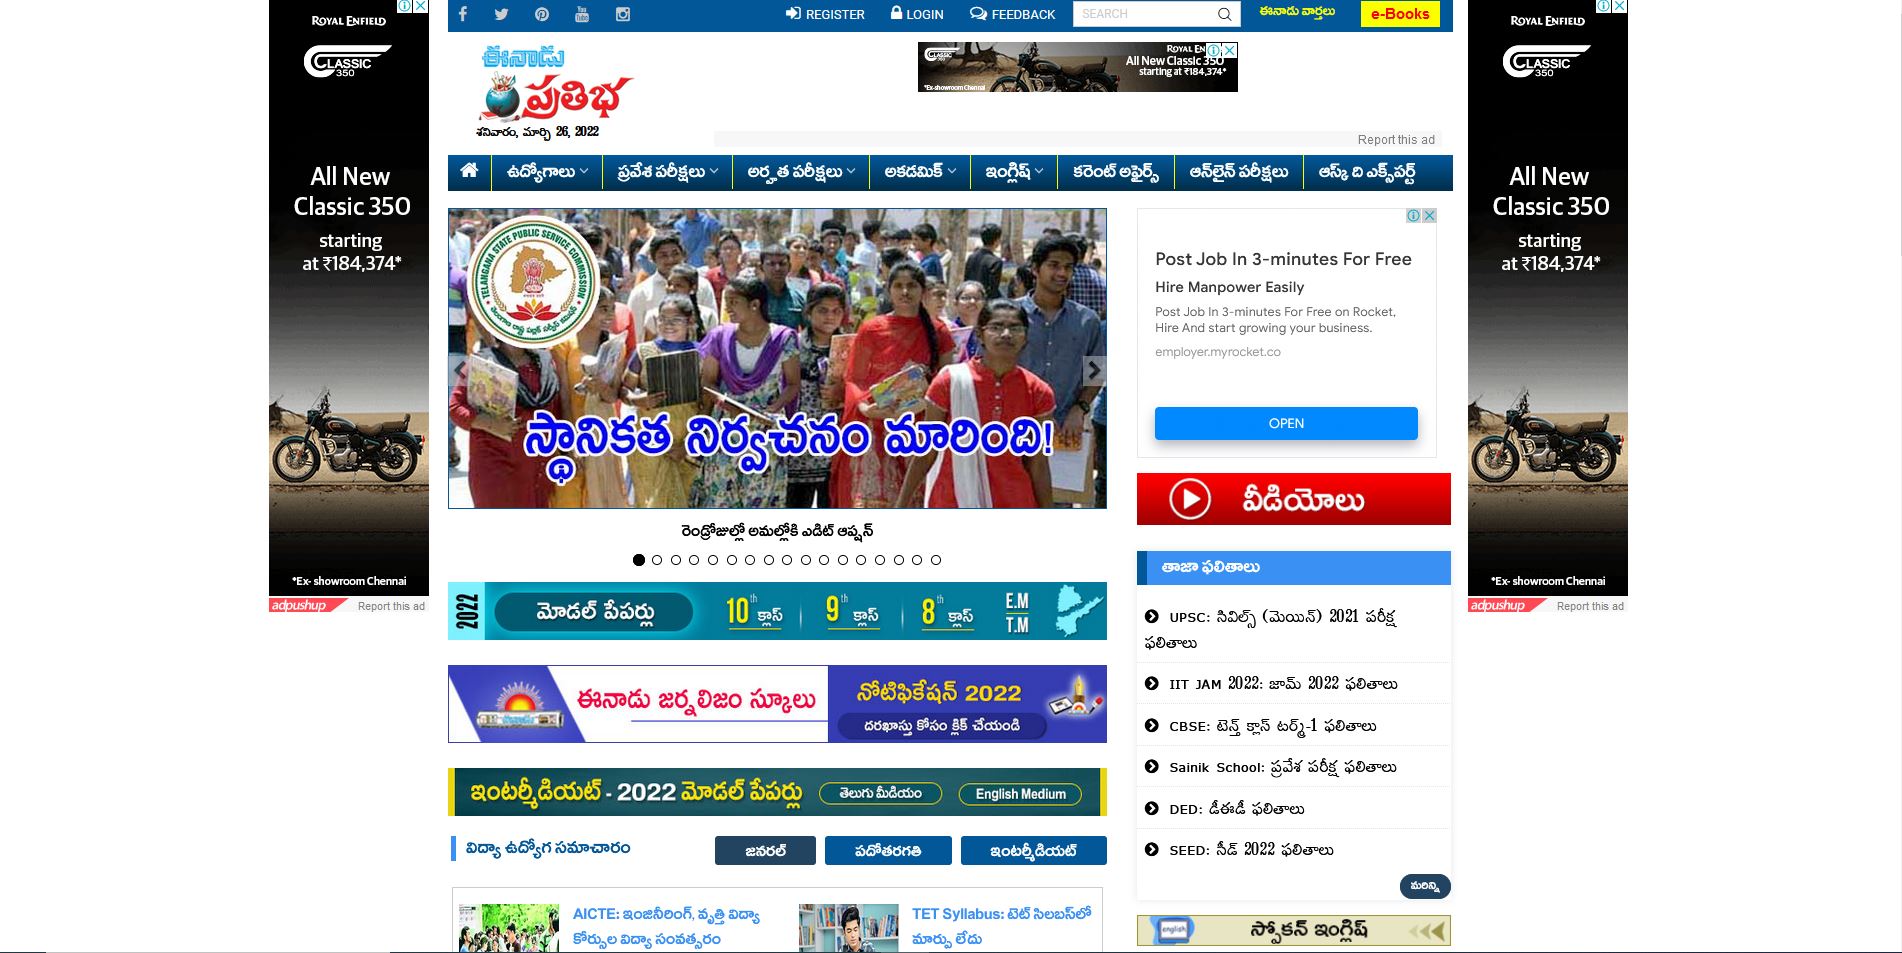 ROYAL ENFIELD
CLASSIC
350
All New
Classic 350
starting
at ₹184,374*
*Ex- showroom Chennai
adpushup
Report this ad
REGISTER
LOGIN
FEEDBACK
SEARCH
ఈనాడు వార్తలు
e-Books
ఈనాడు
ప్రతిభ
శనివారం, మార్చి 26, 2022
CLASSIC
All New Classic 350
starting at ₹184,374*
*Ex-showroom Chennai
Report this ad
ఉద్యోగాలు
ప్రవేశ పరీక్షలు
అర్హత పరీక్షలు
అకడమిక్
ఇంగ్లిష్
కరెంట్ అఫైర్స్
ఆన్‌లైన్ పరీక్షలు
ఆస్క్ ది ఎక్స్‌పర్ట్
TELANGANA STATE PUBLIC SERVICE COMMISSION
తెలంగాణ రాష్ట్ర పబ్లిక్ సర్వీస్ కమిషన్
స్థానికత నిర్వచనం మారింది!
రెండ్రోజుల్లో అమల్లోకి ఎడిట్ ఆప్షన్
2022
మోడల్ పేపర్లు
10th క్లాస్
9th క్లాస్
8th క్లాస్
E.M
T.M
ఈనాడు జర్నలిజం స్కూలు
నోటిఫికేషన్ 2022
దరఖాస్తు కోసం క్లిక్ చేయండి
ఇంటర్మీడియట్ - 2022 మోడల్ పేపర్లు
తెలుగు మీడియం
English Medium
విద్యా ఉద్యోగ సమాచారం
జనరల్
పదోతరగతి
ఇంటర్మీడియట్
AICTE: ఇంజినీరింగ్, వృత్తి విద్యా
కోర్సుల విద్యా సంవత్సరం
TET Syllabus: టెట్ సిలబస్‌లో
మార్పు లేదు
Post Job In 3-minutes For Free
Hire Manpower Easily
Post Job In 3-minutes For Free on Rocket,
Hire And start growing your business.
employer.myrocket.co
OPEN
వీడియోలు
తాజా ఫలితాలు
UPSC: సివిల్స్ (మెయిన్) 2021 పరీక్ష
ఫలితాలు
IIT JAM 2022: జామ్ 2022 ఫలితాలు
CBSE: టెన్త్ క్లాస్ టర్మ్-1 ఫలితాలు
Sainik School: ప్రవేశ పరీక్ష ఫలితాలు
DED: డీఈడీ ఫలితాలు
SEED: సీడ్ 2022 ఫలితాలు
మరిన్ని
english
స్పోకన్ ఇంగ్లిష్
ROYAL ENFIELD
CLASSIC
350
All New
Classic 350
starting
at ₹184,374*
*Ex- showroom Chennai
adpushup
Report this ad